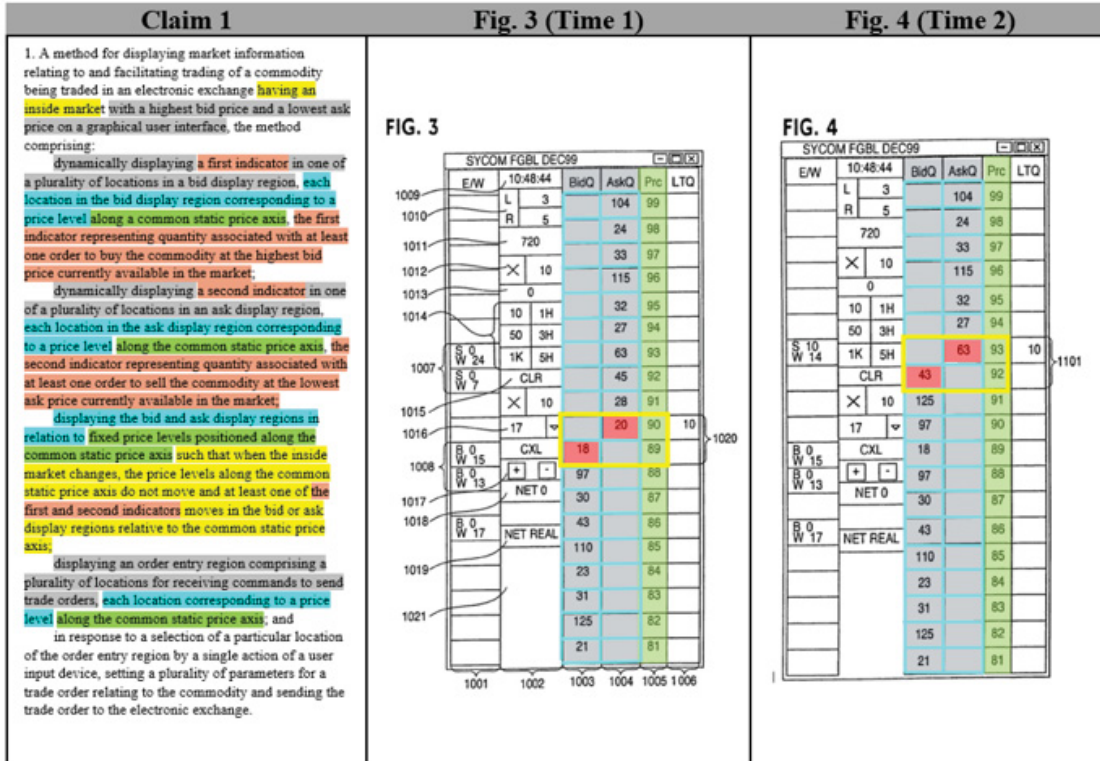 Claim 1
Fig. 3 (Time 1)
Fig. 4 (Time 2)
1. A method for displaying market information
relating to and facilitating trading of a commodity
being traded in an electronic exchange having an
inside market with a highest bid price and a lowest ask
price on a graphical user interface, the method
comprising:
dynamically displaying a first indicator in one of
a plurality of locations in a bid display region, each
location in the bid display region corresponding to a
price level along a common static price axis, the first
indicator representing quantity associated with at least
one order to buy the commodity at the highest bid
price currently available in the market;
dynamically displaying a second indicator in one
of a plurality of locations in an ask display region,
each location in the ask display region corresponding
to a price level along the common static price axis, the
second indicator representing quantity associated with
at least one order to sell the commodity at the lowest
ask price currently available in the market;
displaying the bid and ask display regions in
relation to fixed price levels positioned along the
common static price axis such that when the inside
market changes, the price levels along the common
static price axis do not move and at least one of the
first and second indicators moves in the bid or ask
display regions relative to the common static price
axis;
displaying an order entry region comprising a
plurality of locations for receiving commands to send
trade orders, each location corresponding to a price
level along the common static price axis; and
in response to a selection of a particular location
of the order entry region by a single action of a user
input device, setting a plurality of parameters for a
trade order relating to the commodity and sending the
trade order to the electronic exchange.
FIG. 3
SYCOM FGBL DEC99
E/W 10:48:44 BidQ AskQ Prc LTQ
1009
L 3 104 99
1010
R 5 24 98
1011 720 33 97
1012 X 10 115 96
1013 0
1014 10 1H 32 95
50 3H 27 94
1007 S 0 W 24 1K 5H 63 93
S 0 W 7 CLR 45 92
1015 X 10 28 91
1016 17 20 90 10 1020
1008 B 0 W 15 CXL 18 89
B 0 W 13 + - 97 88
1017
1018 NET 0 30 87
B 0 W 17 NET REAL 43 86
1019 110 85
23 84
1021 31 83
125 82
21 81
1001 1002 1003 1004 1005 1006
FIG. 4
SYCOM FGBL DEC99
E/W 10:48:44 BidQ AskQ Prc LTQ
L 3 104 99
R 5 24 98
720 33 97
X 10 115 96
0
10 1H 32 95
50 3H 27 94
S 10 W 14 1K 5H 63 93 10 1101
CLR 43 92
X 10 125 91
17 97 90
B 0 W 15 CXL 18 89
B 0 W 13 + - 97 88
NET 0 30 87
B 0 W 17 NET REAL 43 86
110 85
23 84
31 83
125 82
21 81